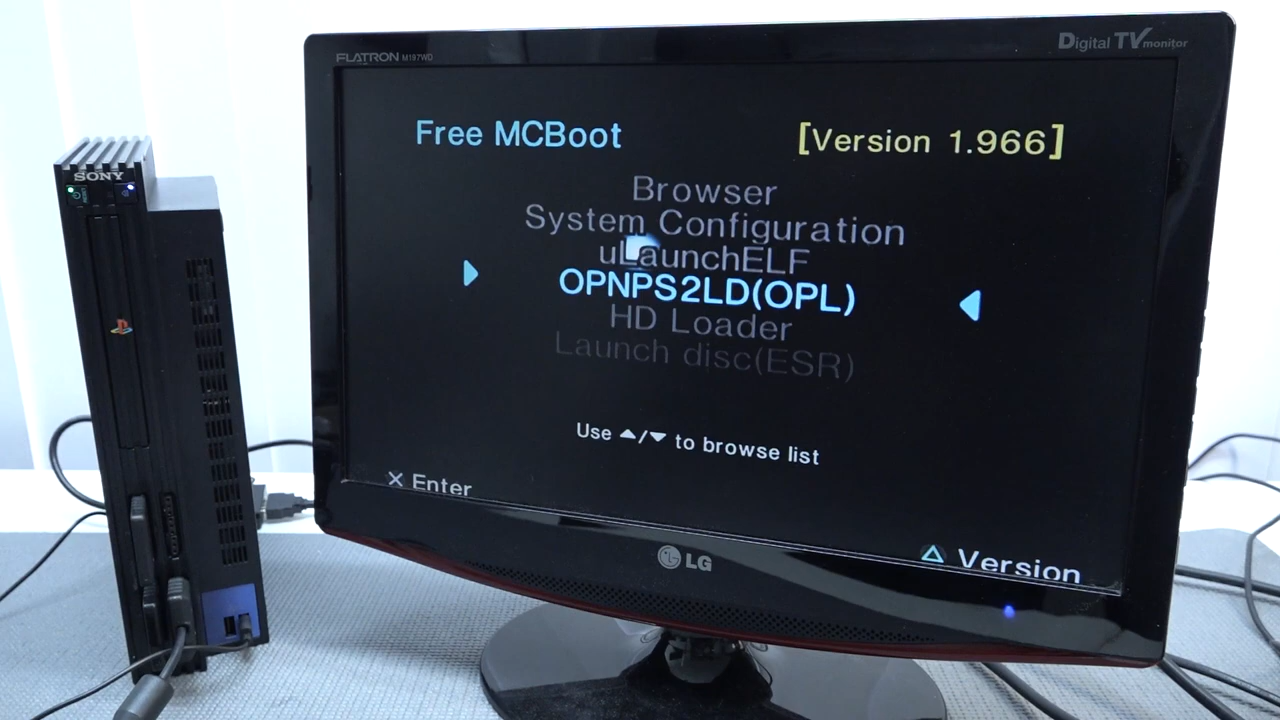 FLATRON M197WD
Digital TV monitor
SONY
Free MCBoot
[Version 1.966]
Browser
System Configuration
uLaunchELF
OPNPS2LD(OPL)
HD Loader
Launch disc(ESR)
Use ▲/▼ to browse list
X Enter
△ Version
LG